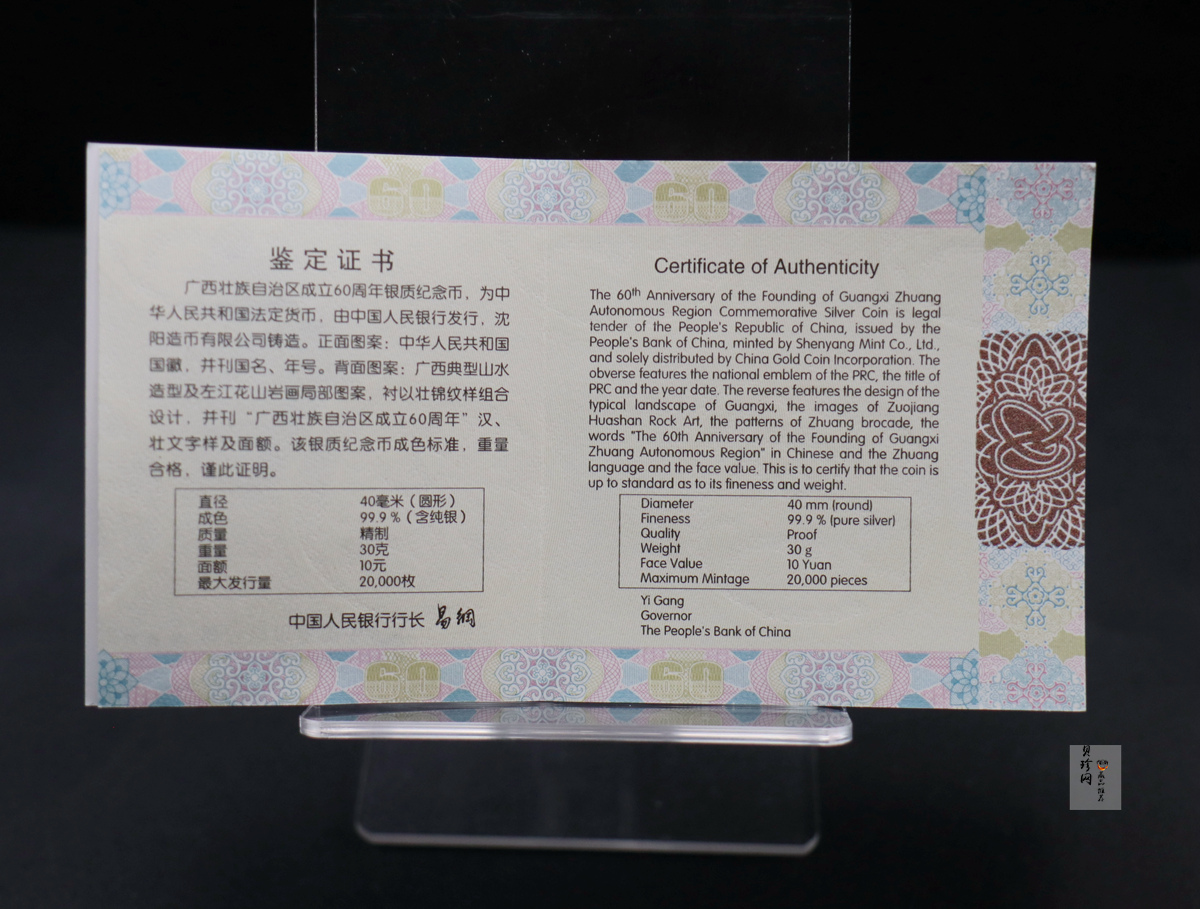 60
60
鉴定证书
广西壮族自治区成立60周年银质纪念币，为中
华人民共和国法定货币，由中国人民银行发行，沈
阳造币有限公司铸造。正面图案：中华人民共和国
国徽，并刊国名、年号。背面图案：广西典型山水
造型及左江花山岩画局部图案，衬以壮锦纹样组合
设计，并刊“广西壮族自治区成立60周年”汉、
壮文字样及面额。该银质纪念币成色标准，重量
合格，谨此证明。
直径 40毫米（圆形）
成色 99.9％（含纯银）
质量 精制
重量 30克
面额 10元
最大发行量 20,000枚
中国人民银行行长 易纲
Certificate of Authenticity
The 60th Anniversary of the Founding of Guangxi Zhuang
Autonomous Region Commemorative Silver Coin is legal
tender of the People's Republic of China, issued by the
People's Bank of China, minted by Shenyang Mint Co., Ltd.,
and solely distributed by China Gold Coin Incorporation. The
obverse features the national emblem of the PRC, the title of
PRC and the year date. The reverse features the design of the
typical landscape of Guangxi, the images of Zuojiang
Huashan Rock Art, the patterns of Zhuang brocade, the
words "The 60th Anniversary of the Founding of Guangxi
Zhuang Autonomous Region" in Chinese and the Zhuang
language and the face value. This is to certify that the coin is
up to standard as to its fineness and weight.
Diameter 40 mm (round)
Fineness 99.9 % (pure silver)
Quality Proof
Weight 30 g
Face Value 10 Yuan
Maximum Mintage 20,000 pieces
Yi Gang
Governor
The People's Bank of China
60
60
贝珍网